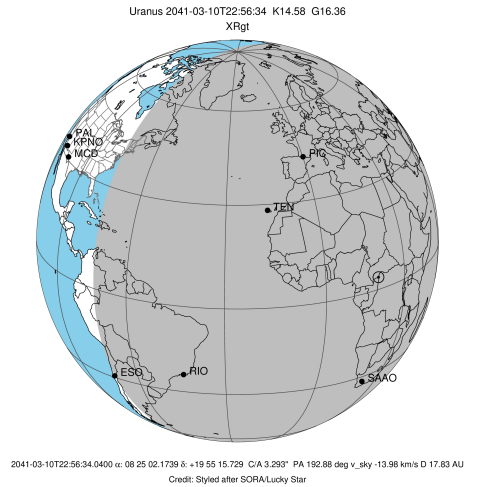 Uranus 2041-03-10T22:56:34 K14.58 G16.36
XRgt
PAL
KPNO
MCD
PIC
TEN
ESO
RIO
SAAO
2041-03-10T22:56:34.0400 α: 08 25 02.1739 δ: +19 55 15.729 C/A 3.293" PA 192.88 deg v_sky -13.98 km/s D 17.83 AU
Credit: Styled after SORA/Lucky Star